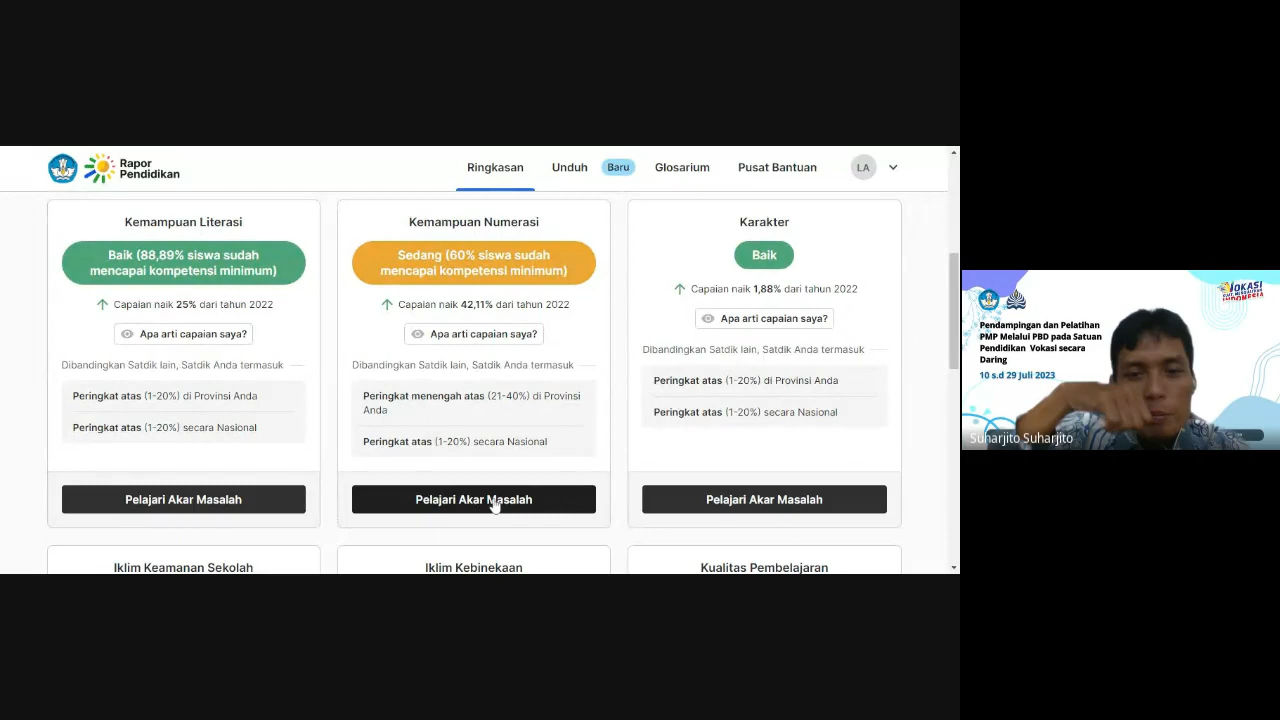 Rapor
Pendidikan
Ringkasan
Unduh
Baru
Glosarium
Pusat Bantuan
LA
Kemampuan Literasi
Baik (88,89% siswa sudah
mencapai kompetensi minimum)
Capaian naik 25% dari tahun 2022
Apa arti capaian saya?
Dibandingkan Satdik lain, Satdik Anda termasuk
Peringkat atas (1-20%) di Provinsi Anda
Peringkat atas (1-20%) secara Nasional
Pelajari Akar Masalah
Kemampuan Numerasi
Sedang (60% siswa sudah
mencapai kompetensi minimum)
Capaian naik 42,11% dari tahun 2022
Apa arti capaian saya?
Dibandingkan Satdik lain, Satdik Anda termasuk
Peringkat menengah atas (21-40%) di Provinsi
Anda
Peringkat atas (1-20%) secara Nasional
Pelajari Akar Masalah
Karakter
Baik
Capaian naik 1,88% dari tahun 2022
Apa arti capaian saya?
Dibandingkan Satdik lain, Satdik Anda termasuk
Peringkat atas (1-20%) di Provinsi Anda
Peringkat atas (1-20%) secara Nasional
Pelajari Akar Masalah
Iklim Keamanan Sekolah
Iklim Kebinekaan
Kualitas Pembelajaran
Pendampingan dan Pelatihan
PMP Melalui PBD pada Satuan
Pendidikan Vokasi secara
Daring
10 s.d 29 Juli 2023
Suharjito Suharjito